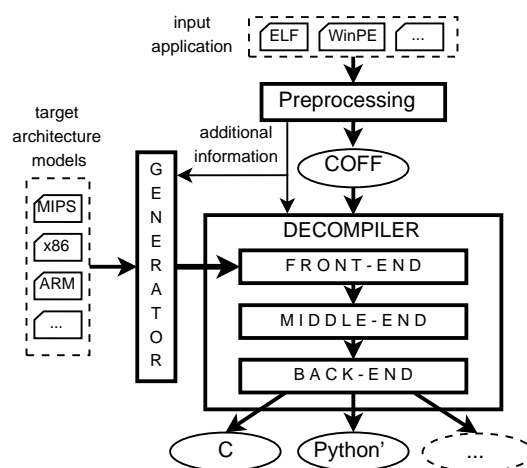 input
application
ELF
WinPE
...
Preprocessing
target
architecture
models
additional
information
COFF
MIPS
x86
ARM
...
GENERATOR
DECOMPILER
FRONT-END
MIDDLE-END
BACK-END
C
Python’
...